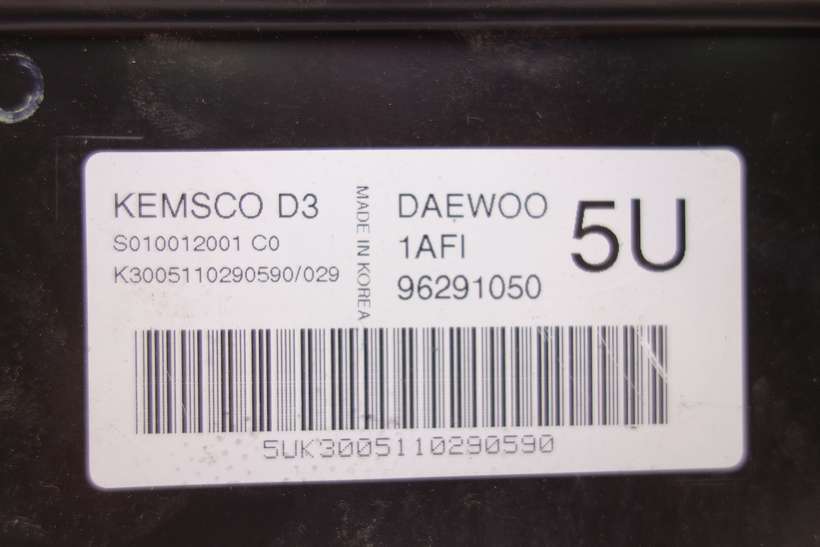 KEMSCO D3
S010012001 C0
K3005110290590/029
MADE IN KOREA
DAEWOO
1AFI
96291050
5U
5UK3005110290590